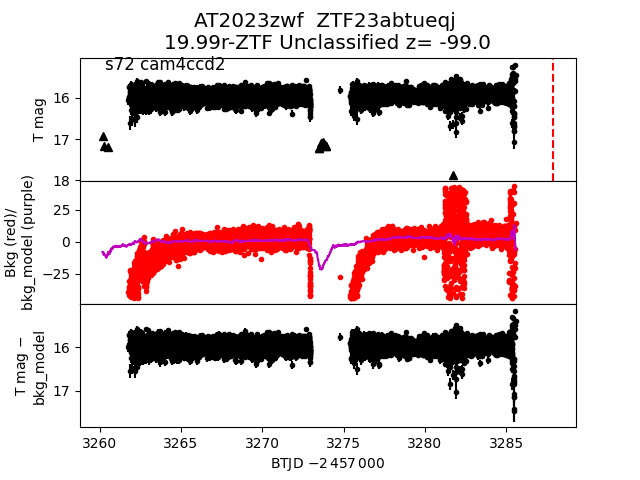 AT2023zwf  ZTF23abtueqj
19.99r-ZTF Unclassified z= -99.0
s72 cam4ccd2
T mag
16
17
18
Bkg (red)/
bkg_model (purple)
25
0
−25
T mag −
bkg_model
16
17
3260 3265 3270 3275 3280 3285
BTJD −2 457 000